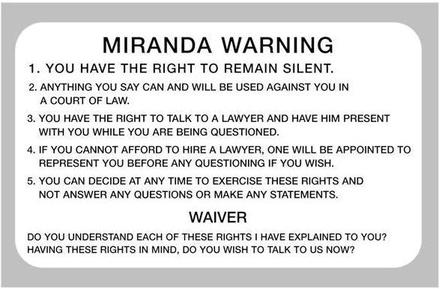 MIRANDA WARNING
1. YOU HAVE THE RIGHT TO REMAIN SILENT.
2. ANYTHING YOU SAY CAN AND WILL BE USED AGAINST YOU IN
A COURT OF LAW.
3. YOU HAVE THE RIGHT TO TALK TO A LAWYER AND HAVE HIM PRESENT
WITH YOU WHILE YOU ARE BEING QUESTIONED.
4. IF YOU CANNOT AFFORD TO HIRE A LAWYER, ONE WILL BE APPOINTED TO
REPRESENT YOU BEFORE ANY QUESTIONING IF YOU WISH.
5. YOU CAN DECIDE AT ANY TIME TO EXERCISE THESE RIGHTS AND
NOT ANSWER ANY QUESTIONS OR MAKE ANY STATEMENTS.
WAIVER
DO YOU UNDERSTAND EACH OF THESE RIGHTS I HAVE EXPLAINED TO YOU?
HAVING THESE RIGHTS IN MIND, DO YOU WISH TO TALK TO US NOW?